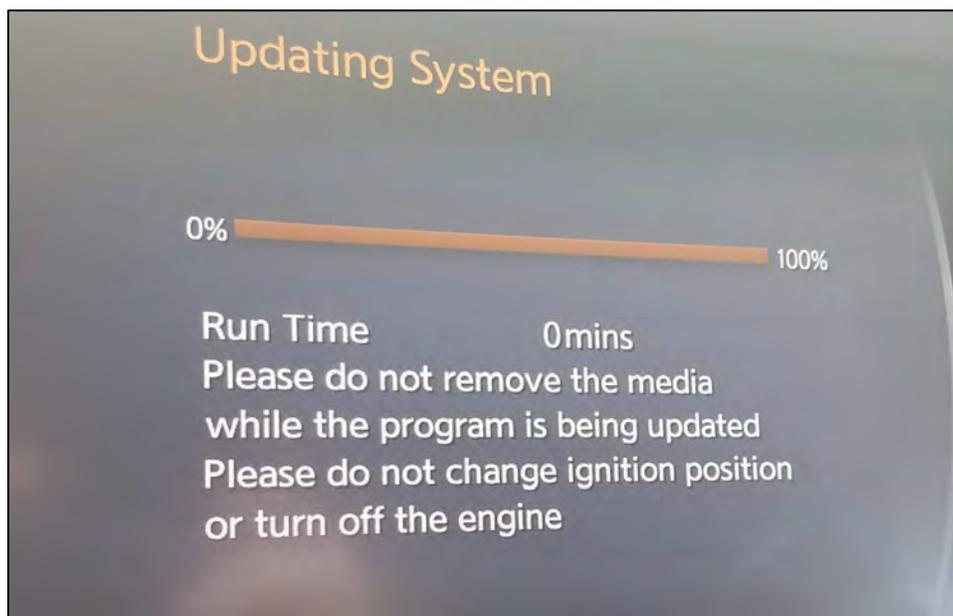 Updating System
0% 100%
Run Time 0mins
Please do not remove the media
while the program is being updated
Please do not change ignition position
or turn off the engine